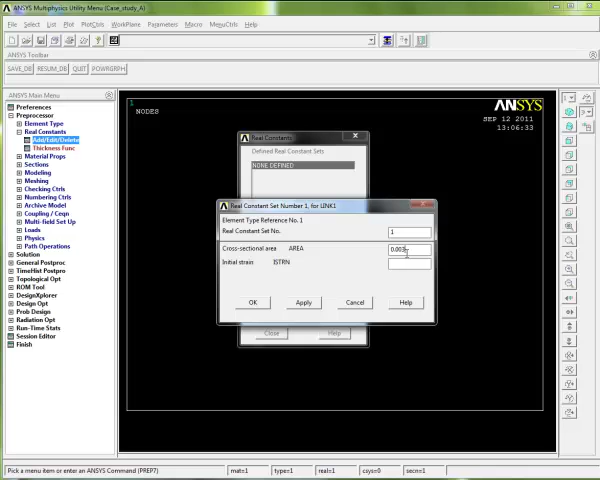 ANSYS Multiphysics Utility Menu (Case_study_A)
File Select List Plot PlotCtrls WorkPlane Parameters Macro MenuCtrls Help
ANSYS Toolbar
SAVE_DB RESUM_DB QUIT POWRGRPH
ANSYS Main Menu
Preferences
Preprocessor
Element Type
Real Constants
Add/Edit/Delete
Thickness Func
Material Props
Sections
Modeling
Meshing
Checking Ctrls
Numbering Ctrls
Archive Model
Coupling / Ceqn
Multi-field Set Up
Loads
Physics
Path Operations
Solution
General Postproc
TimeHist Postpro
Topological Opt
ROM Tool
DesignXplorer
Design Opt
Prob Design
Radiation Opt
Run-Time Stats
Session Editor
Finish
1
NODES
ANSYS
SEP 12 2011
13:06:33
Real Constants
Defined Real Constant Sets
NONE DEFINED
Real Constant Set Number 1, for LINK1
Element Type Reference No. 1
Real Constant Set No. 1
Cross-sectional area AREA 0.003
Initial strain ISTRN
OK Apply Cancel Help
Close Help
Pick a menu item or enter an ANSYS Command (PREP7) mat=1 type=1 real=1 csys=0 secn=1